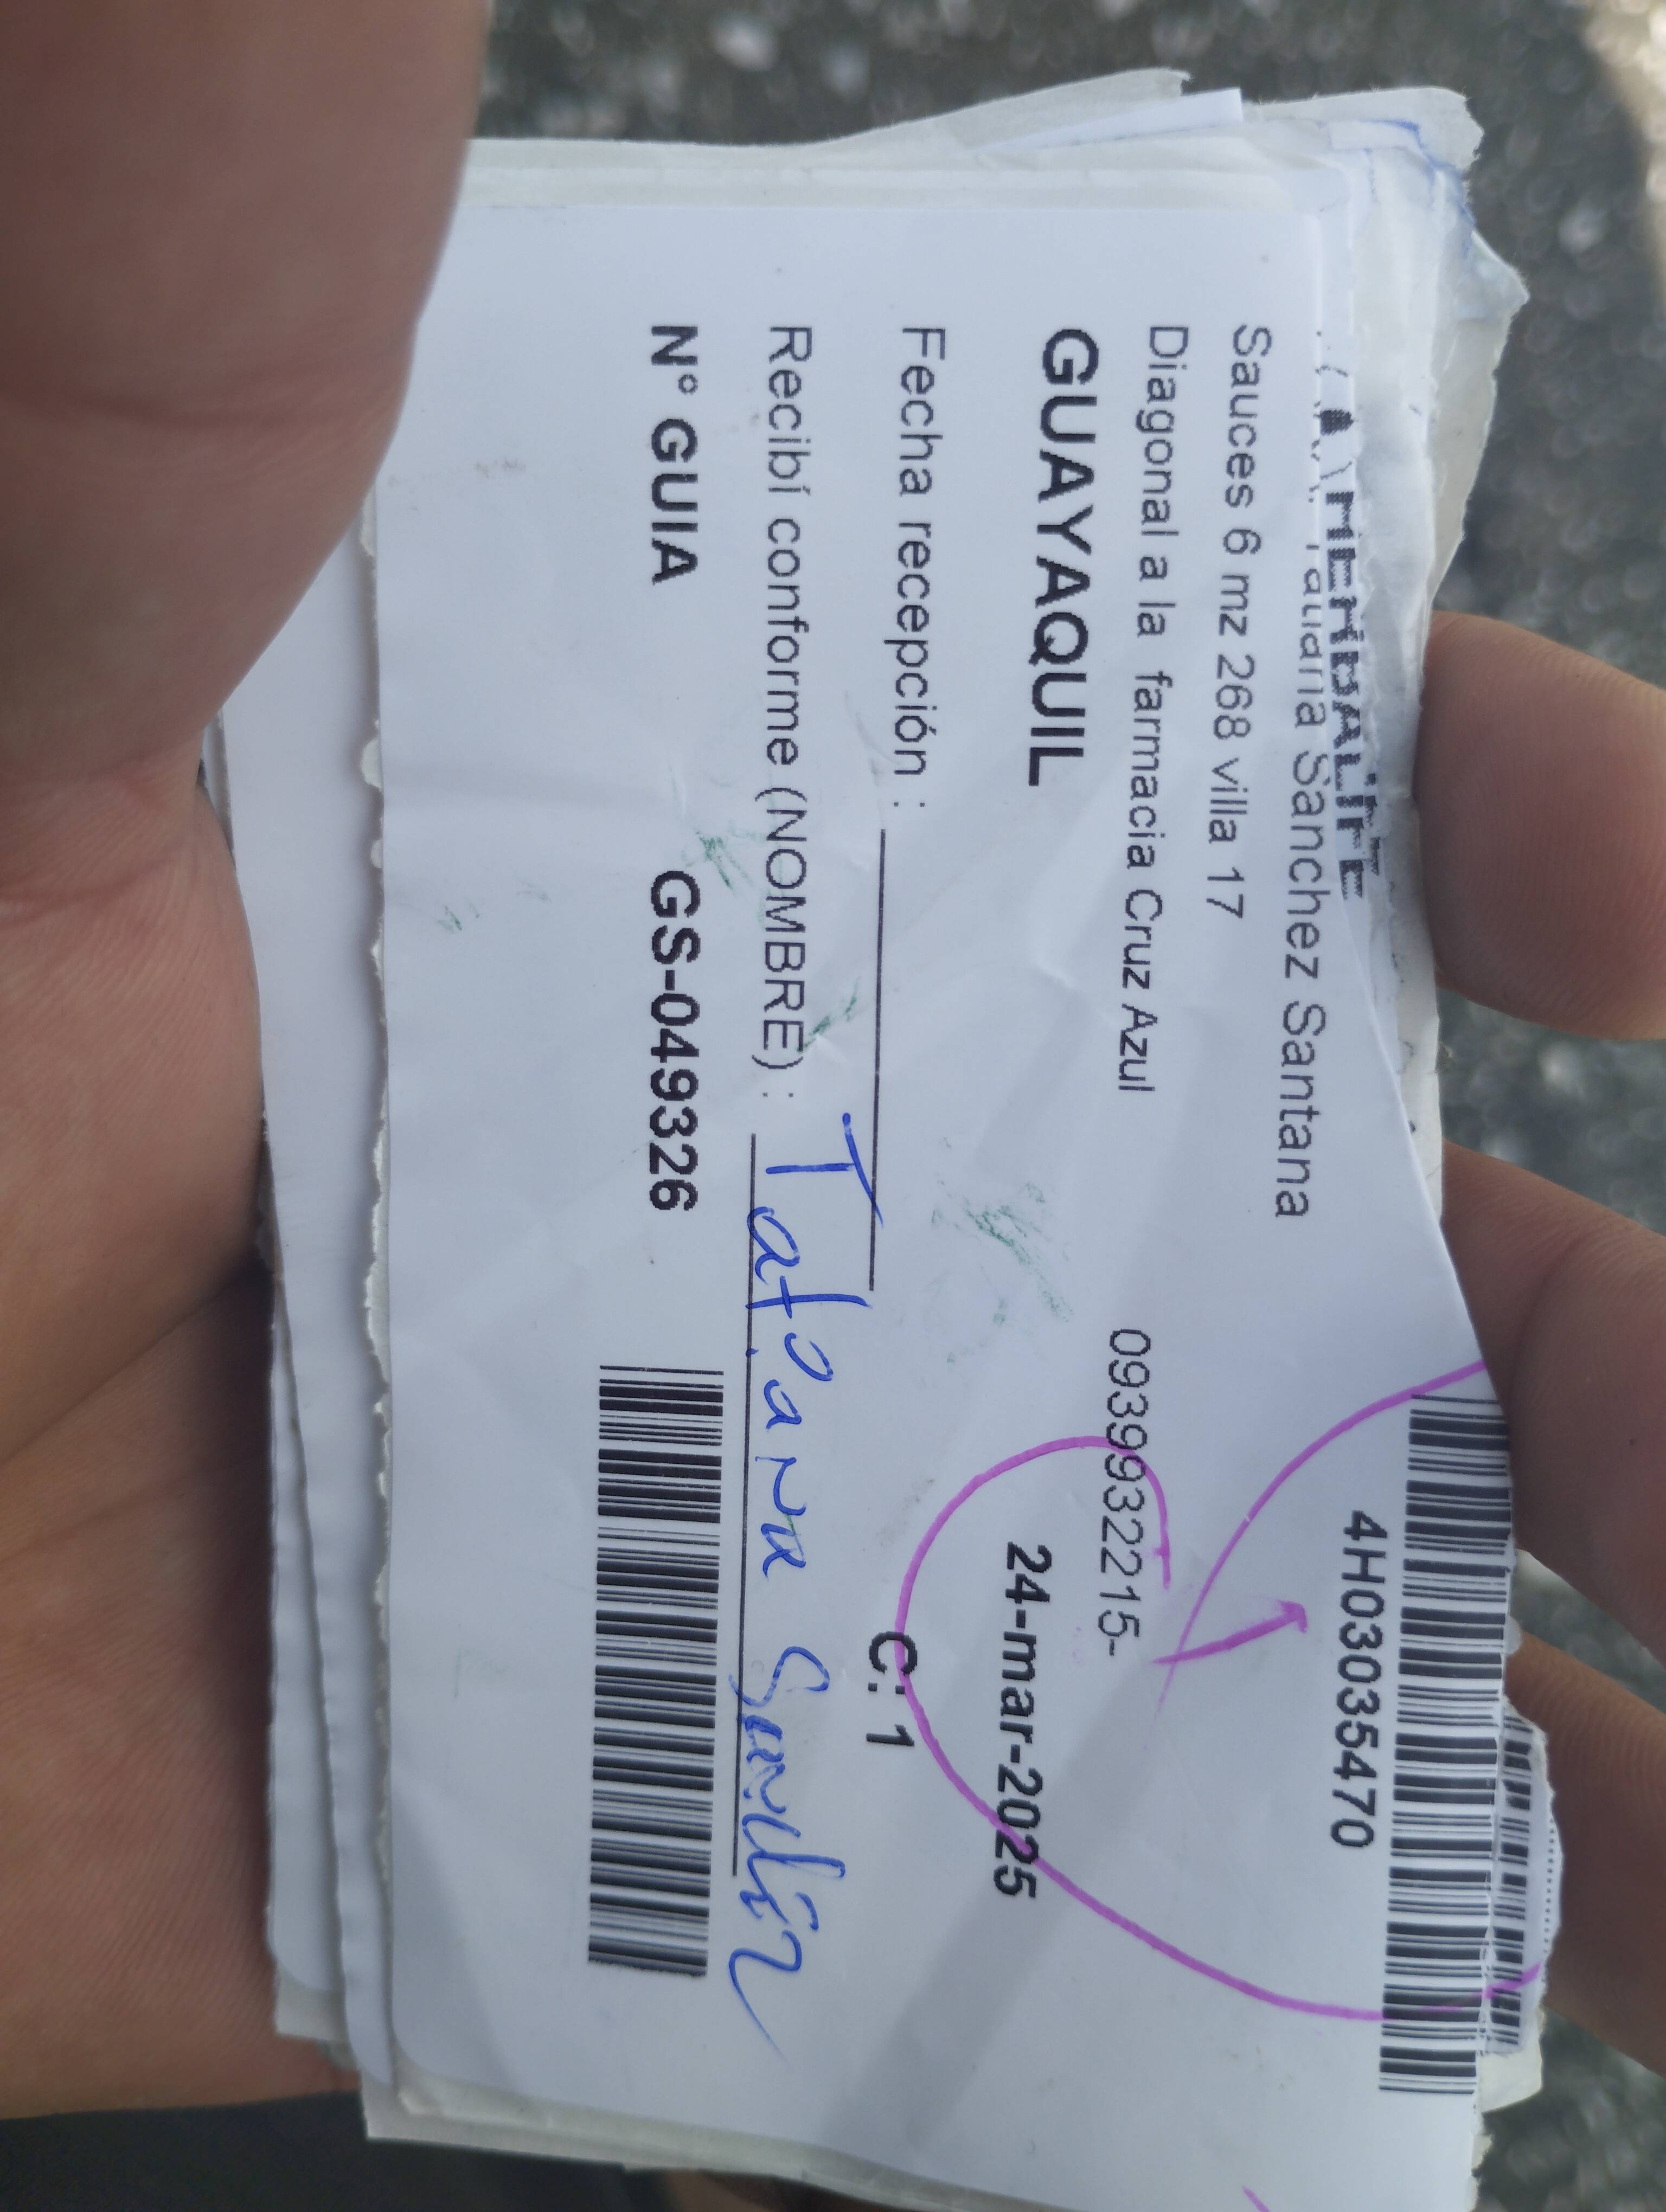 4H03035470
Sanchez Santana
Sauces 6 mz 268 villa 17
Diagonal a la farmacia Cruz Azul 0939932215-
GUAYAQUIL 24-mar-2025
Fecha recepción : C: 1
Recibí conforme (NOMBRE) : Tatiana Sanchez
N° GUIA GS-049326